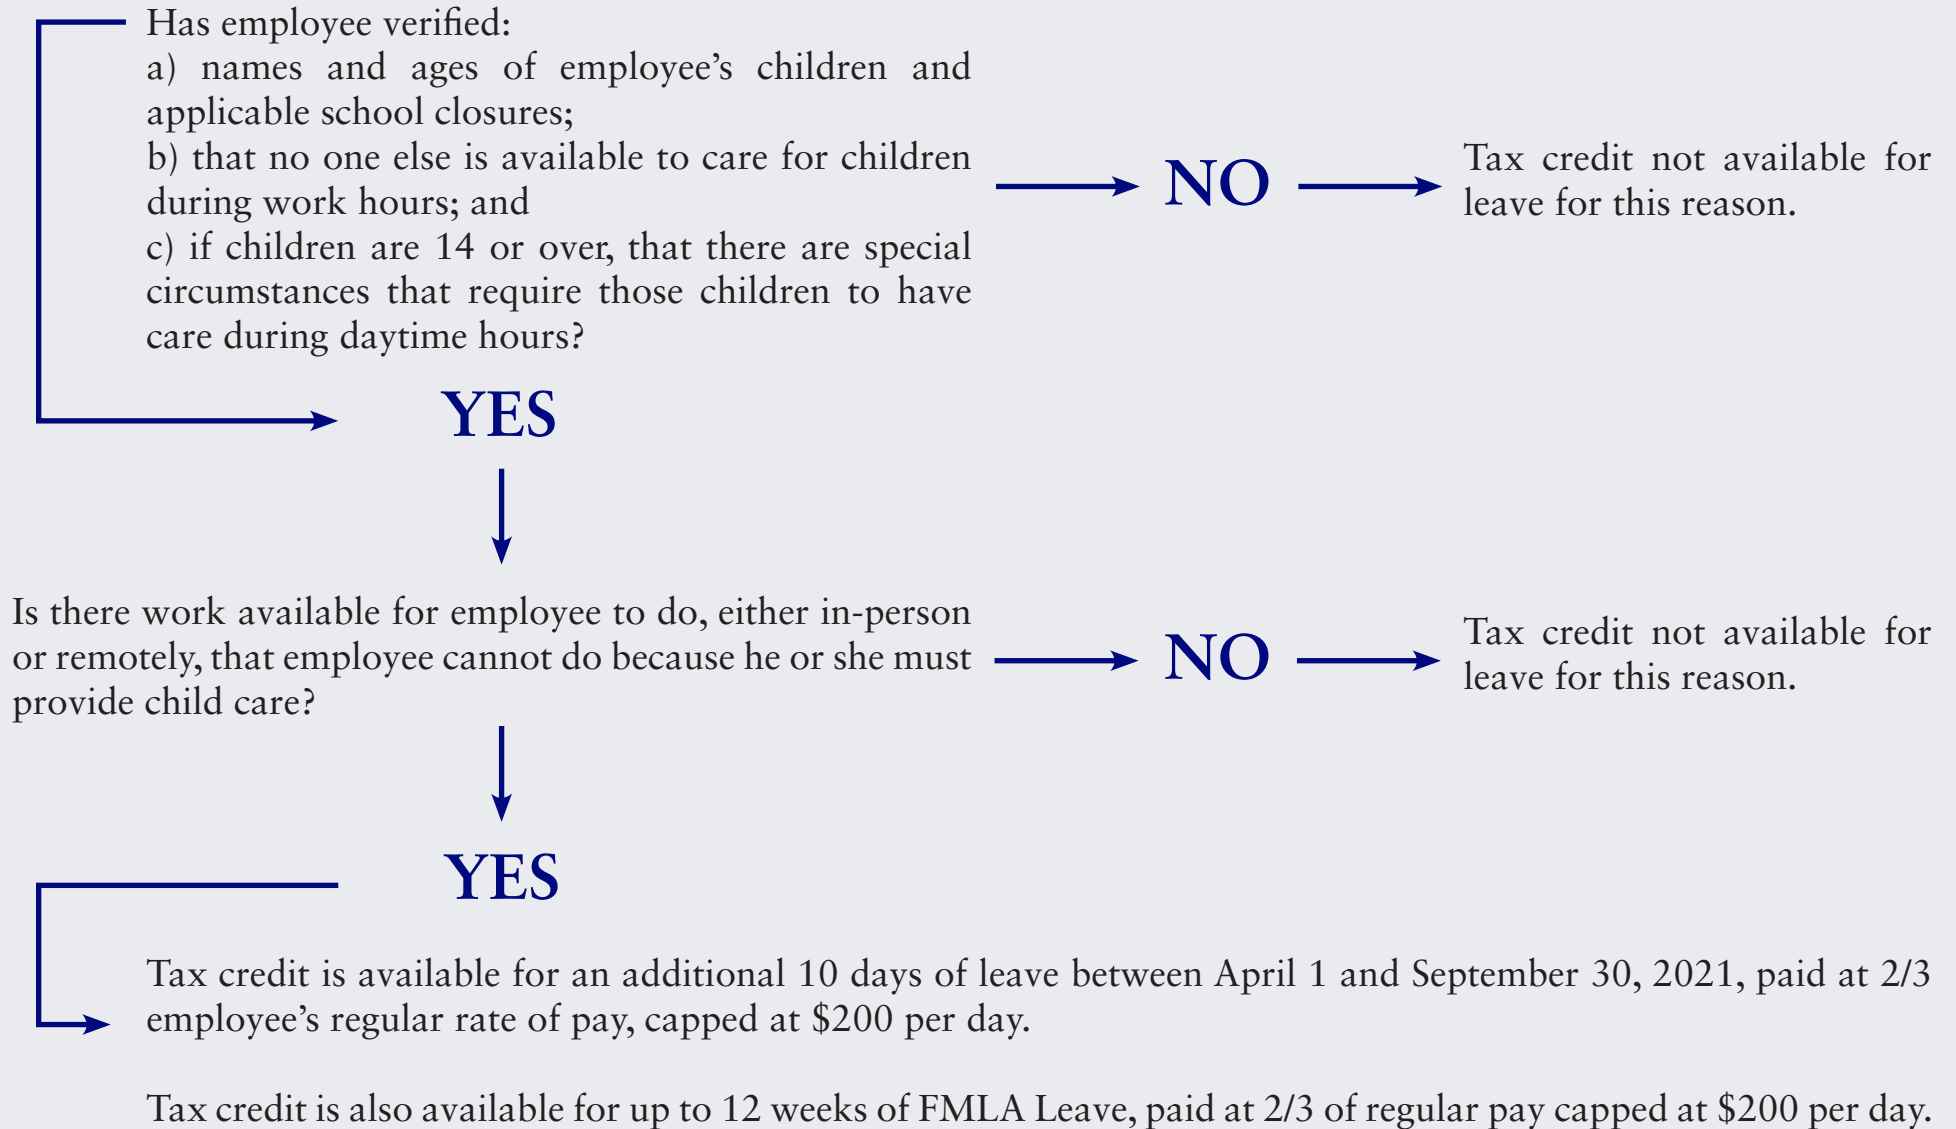 Has employee verified:
a) names and ages of employee’s children and
applicable school closures;
b) that no one else is available to care for children
during work hours; and
c) if children are 14 or over, that there are special
circumstances that require those children to have
care during daytime hours?
NO
Tax credit not available for
leave for this reason.
YES
Is there work available for employee to do, either in-person
or remotely, that employee cannot do because he or she must
provide child care?
NO
Tax credit not available for
leave for this reason.
YES
Tax credit is available for an additional 10 days of leave between April 1 and September 30, 2021, paid at 2/3
employee’s regular rate of pay, capped at $200 per day.
Tax credit is also available for up to 12 weeks of FMLA Leave, paid at 2/3 of regular pay capped at $200 per day.